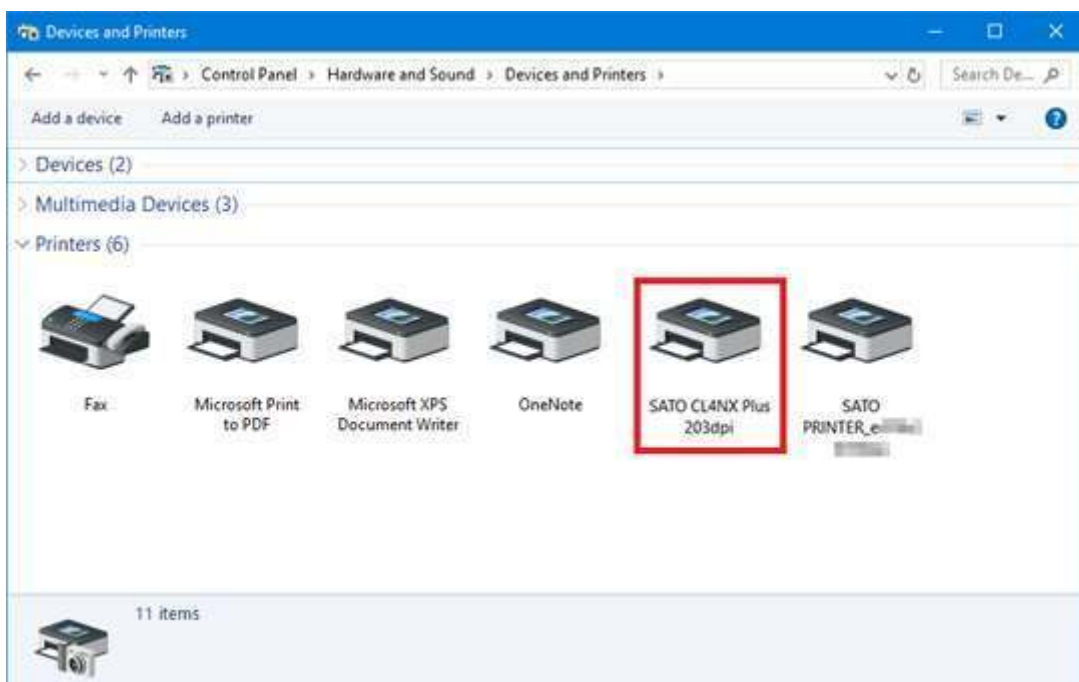 Devices and Printers
Control Panel > Hardware and Sound > Devices and Printers >
Search De...
Add a device
Add a printer
Devices (2)
Multimedia Devices (3)
Printers (6)
Fax
Microsoft Print
to PDF
Microsoft XPS
Document Writer
OneNote
SATO CL4NX Plus
203dpi
SATO
11 items